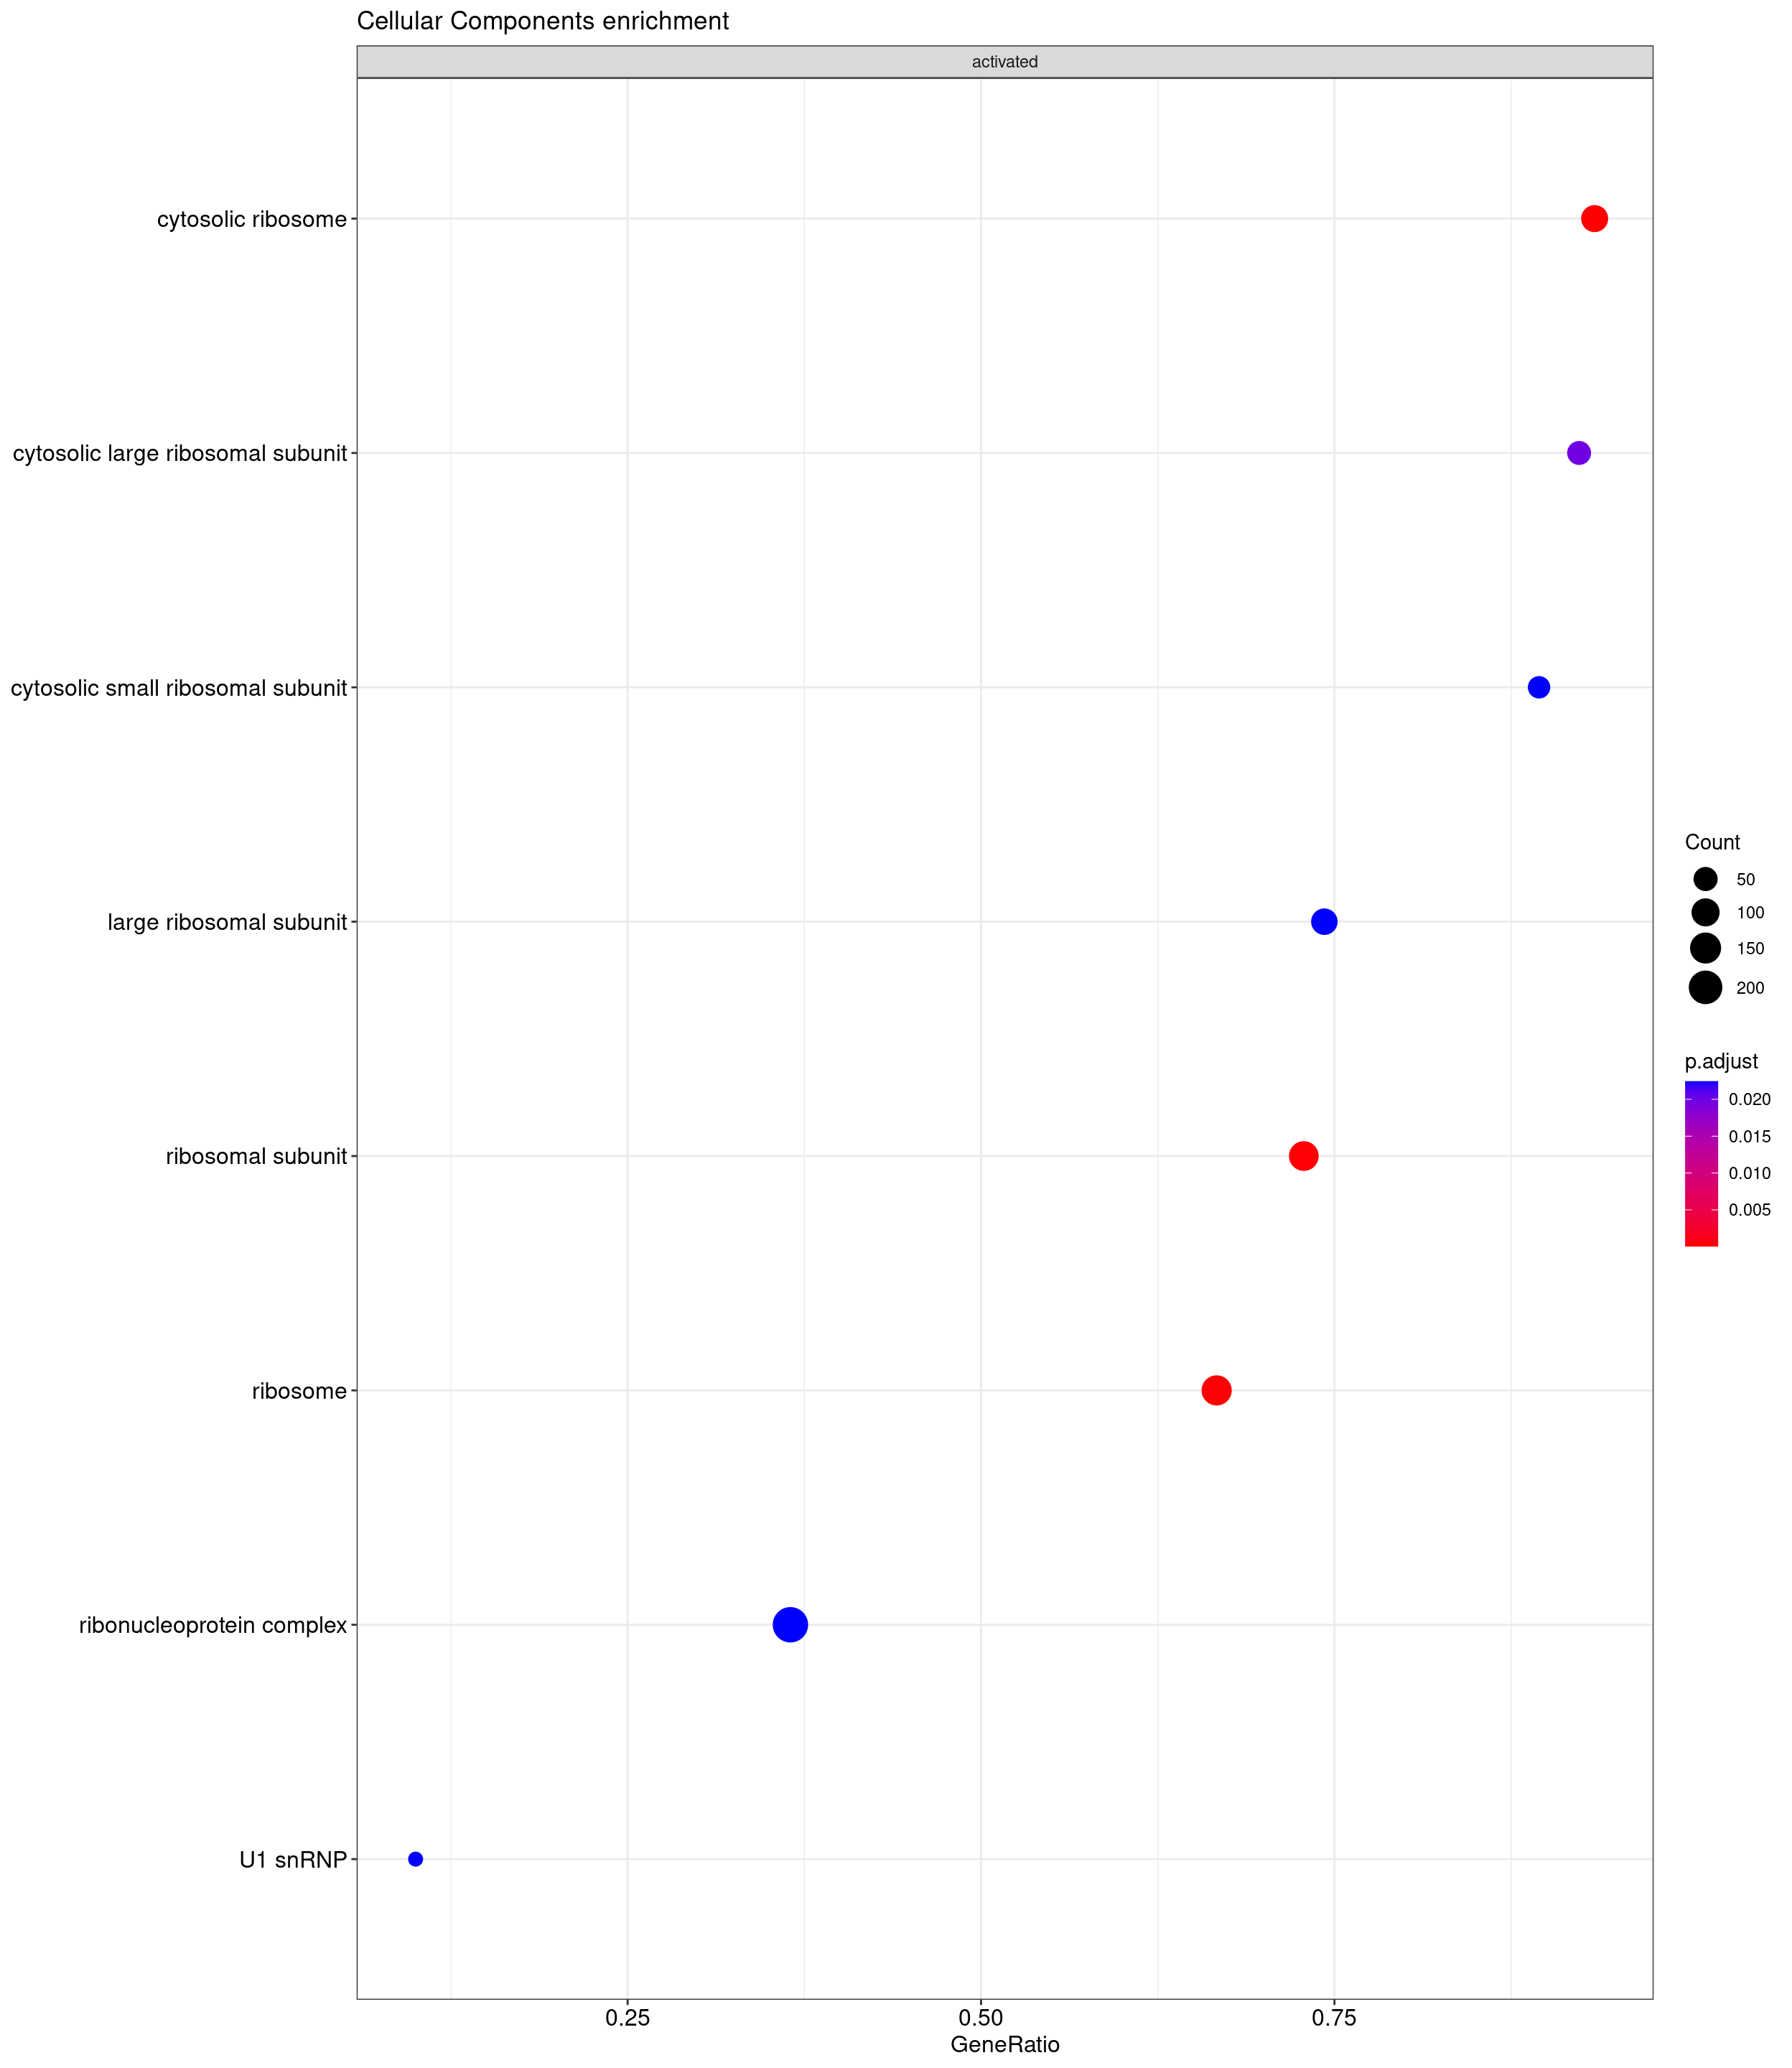 Cellular Components enrichment
activated
cytosolic ribosome
cytosolic large ribosomal subunit
cytosolic small ribosomal subunit
large ribosomal subunit
ribosomal subunit
ribosome
ribonucleoprotein complex
U1 snRNP
0.25
0.50
0.75
GeneRatio
Count
50
100
150
200
p.adjust
0.020
0.015
0.010
0.005